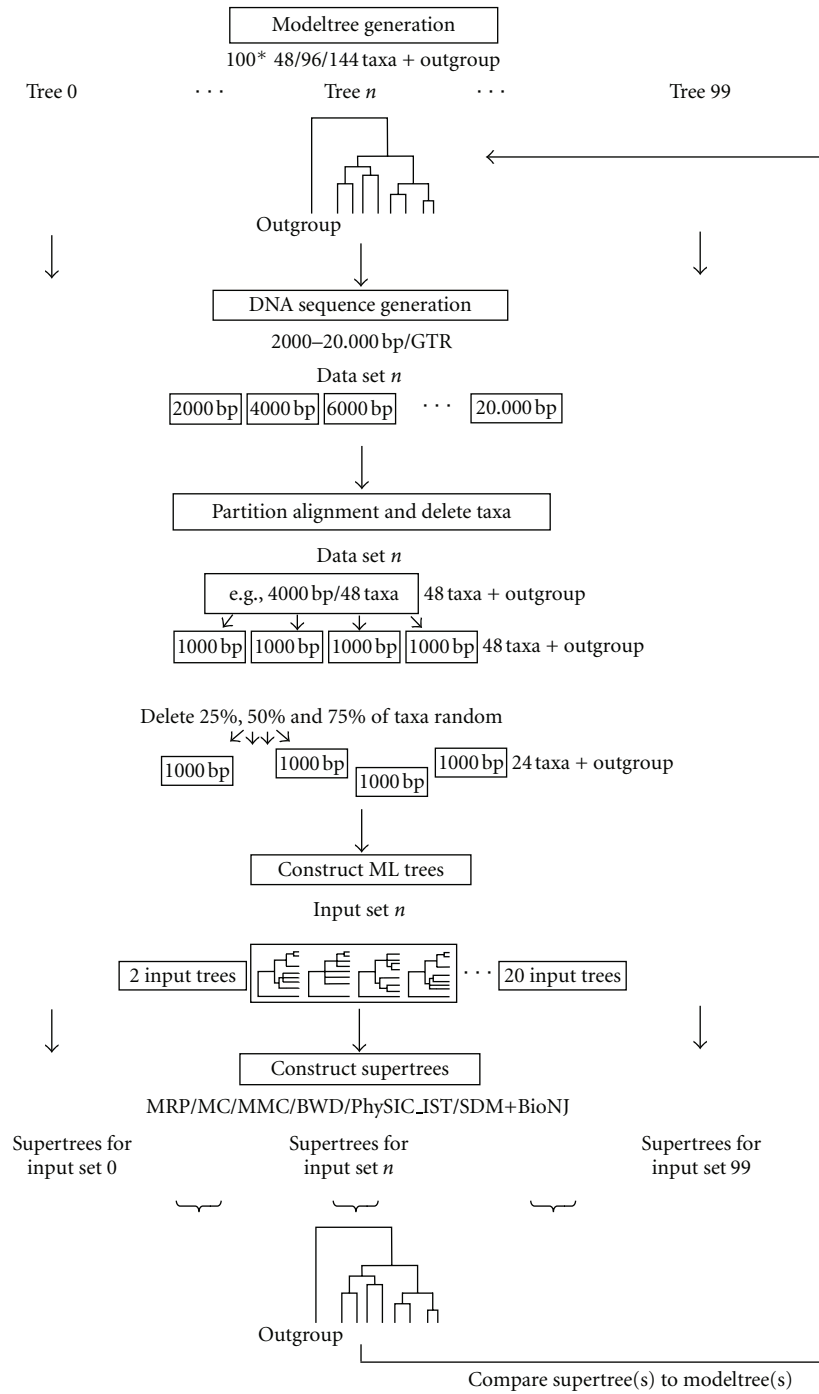 Modeltree generation
100* 48/96/144 taxa + outgroup
Tree 0 · · · Tree n · · · Tree 99
Outgroup
DNA sequence generation
2000–20.000 bp/GTR
Data set n
2000 bp 4000 bp 6000 bp · · · 20.000 bp
Partition alignment and delete taxa
Data set n
e.g., 4000 bp/48 taxa 48 taxa + outgroup
1000 bp 1000 bp 1000 bp 1000 bp 48 taxa + outgroup
Delete 25%, 50% and 75% of taxa random
1000 bp 1000 bp 1000 bp 1000 bp 24 taxa + outgroup
Construct ML trees
Input set n
2 input trees · · · 20 input trees
Construct supertrees
MRP/MC/MMC/BWD/PhySIC_IST/SDM+BioNJ
Supertrees for input set 0
Supertrees for input set n
Supertrees for input set 99
Outgroup
Compare supertree(s) to modeltree(s)